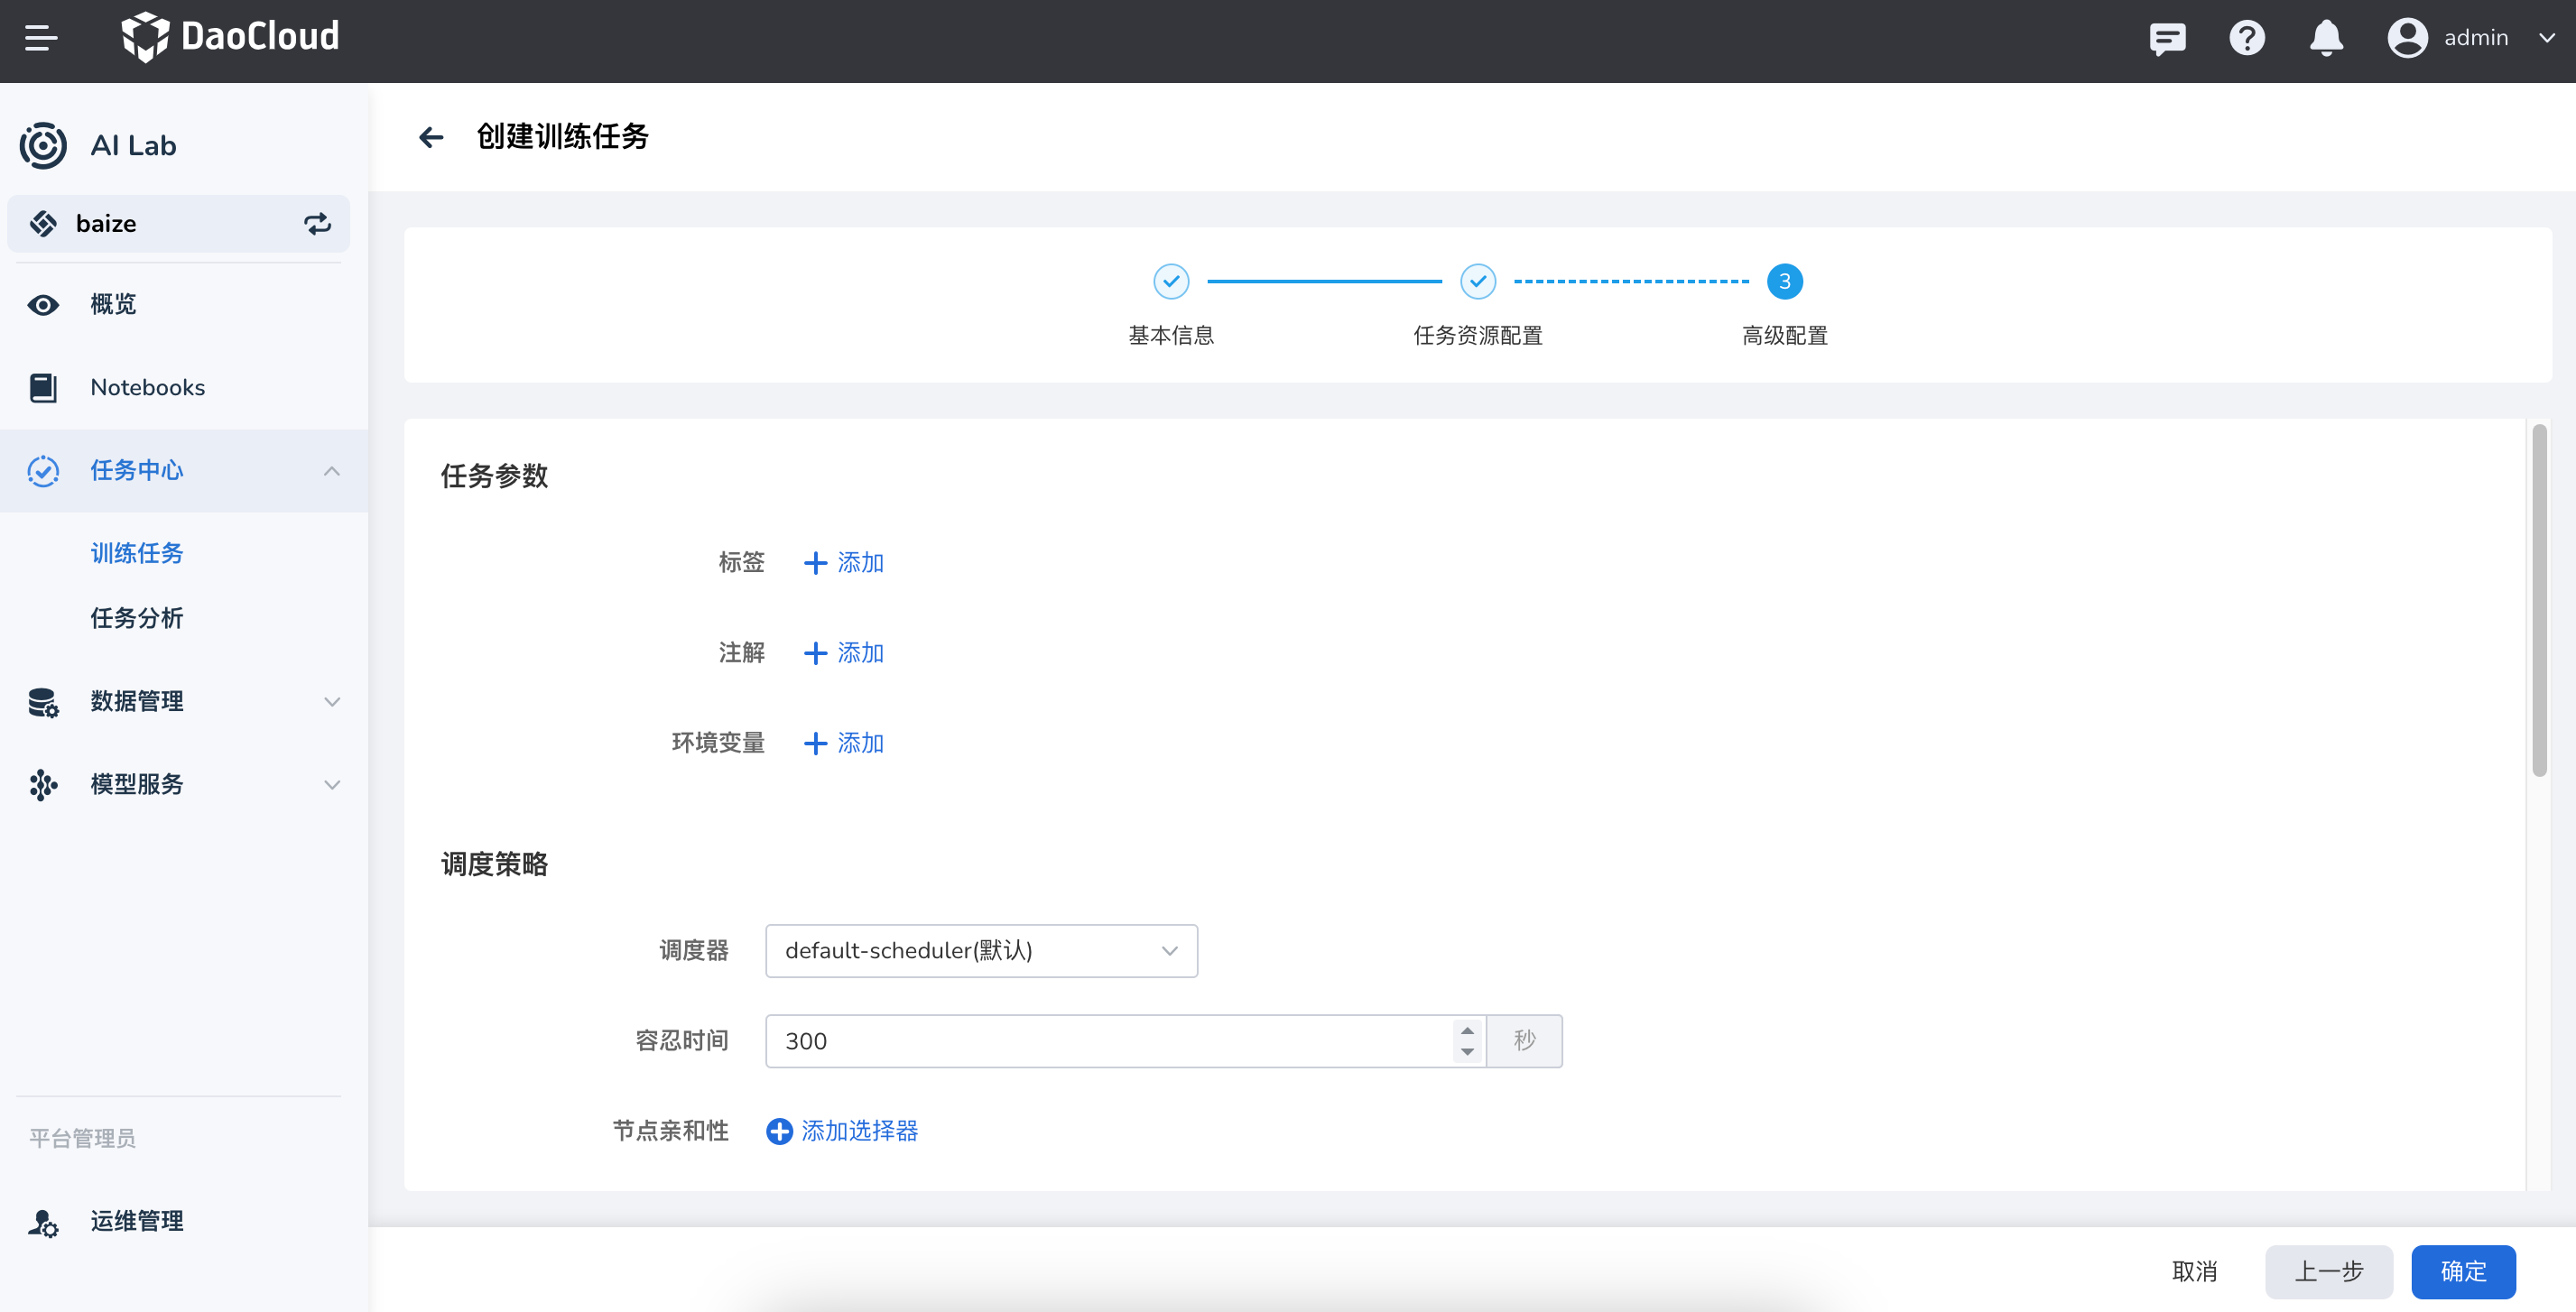 DaoCloud
admin
AI Lab
baize
概览
Notebooks
任务中心
训练任务
任务分析
数据管理
模型服务
平台管理员
运维管理
创建训练任务
基本信息
任务资源配置
3
高级配置
任务参数
标签 添加
注解 添加
环境变量 添加
调度策略
调度器 default-scheduler(默认)
容忍时间 300 秒
节点亲和性 添加选择器
取消 上一步 确定